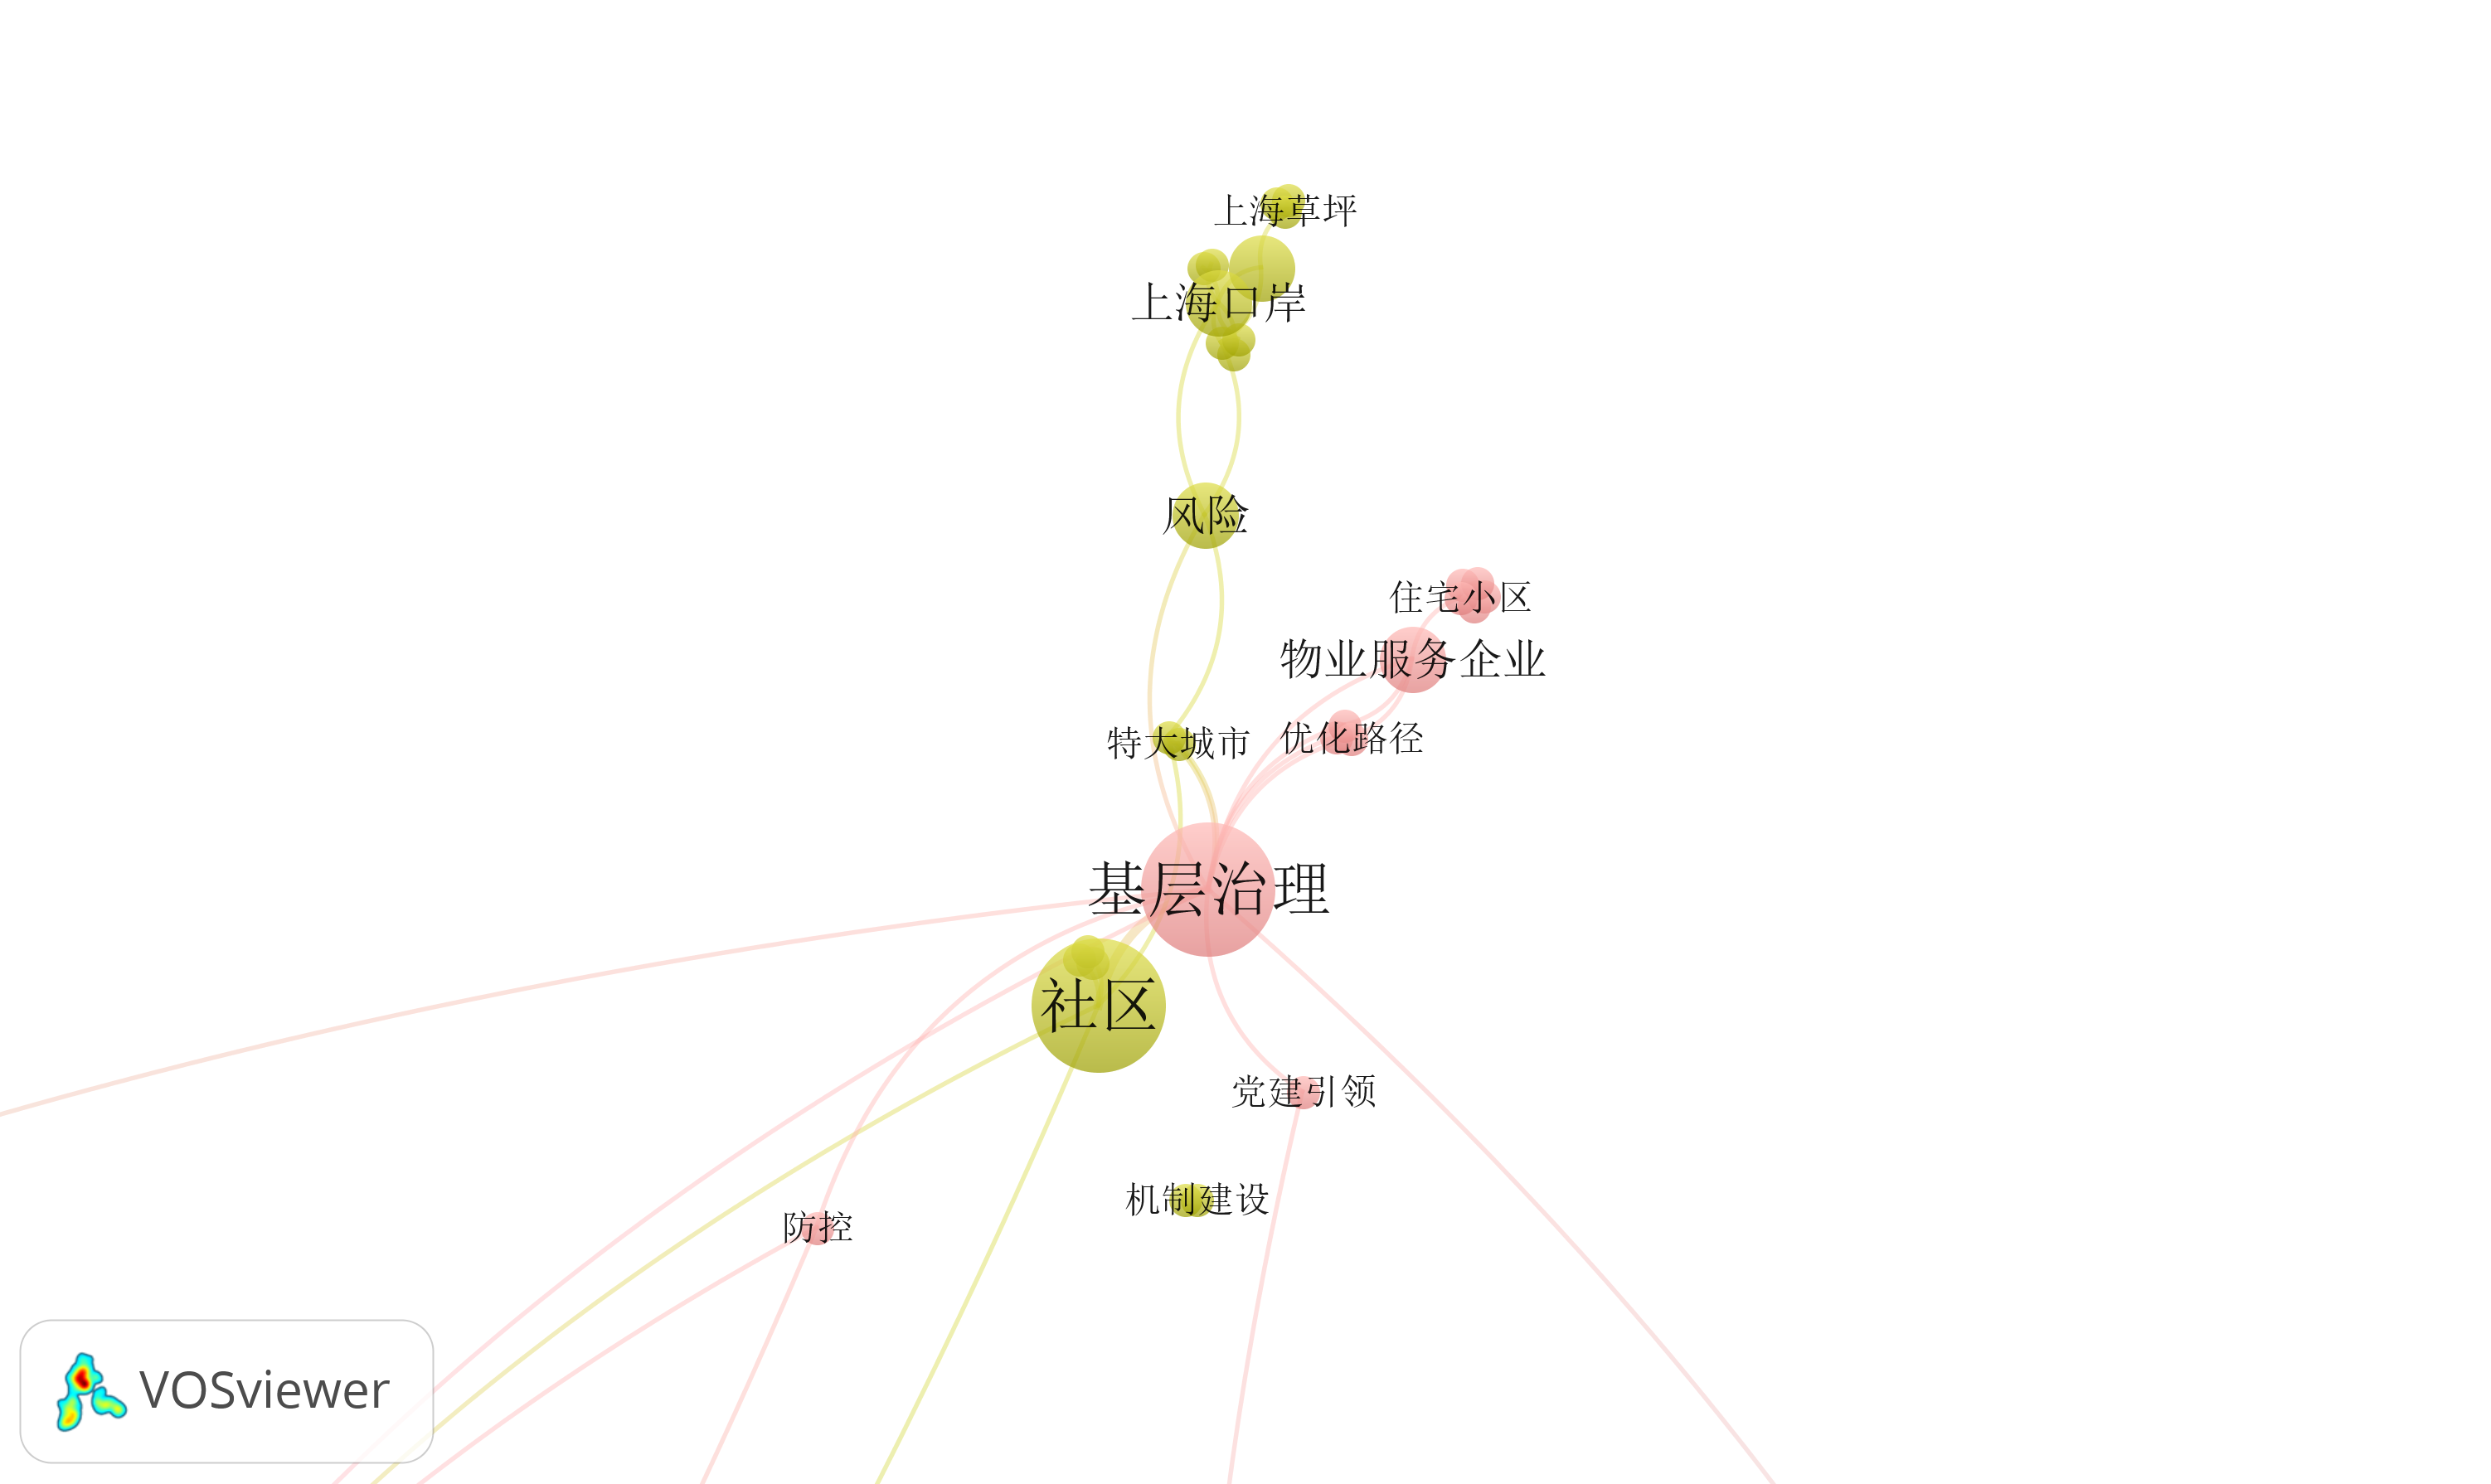 上海草坪
上海口岸
风险
住宅小区
物业服务企业
特大城市
优化路径
基层治理
社区
党建引领
机制建设
防控
VOSviewer